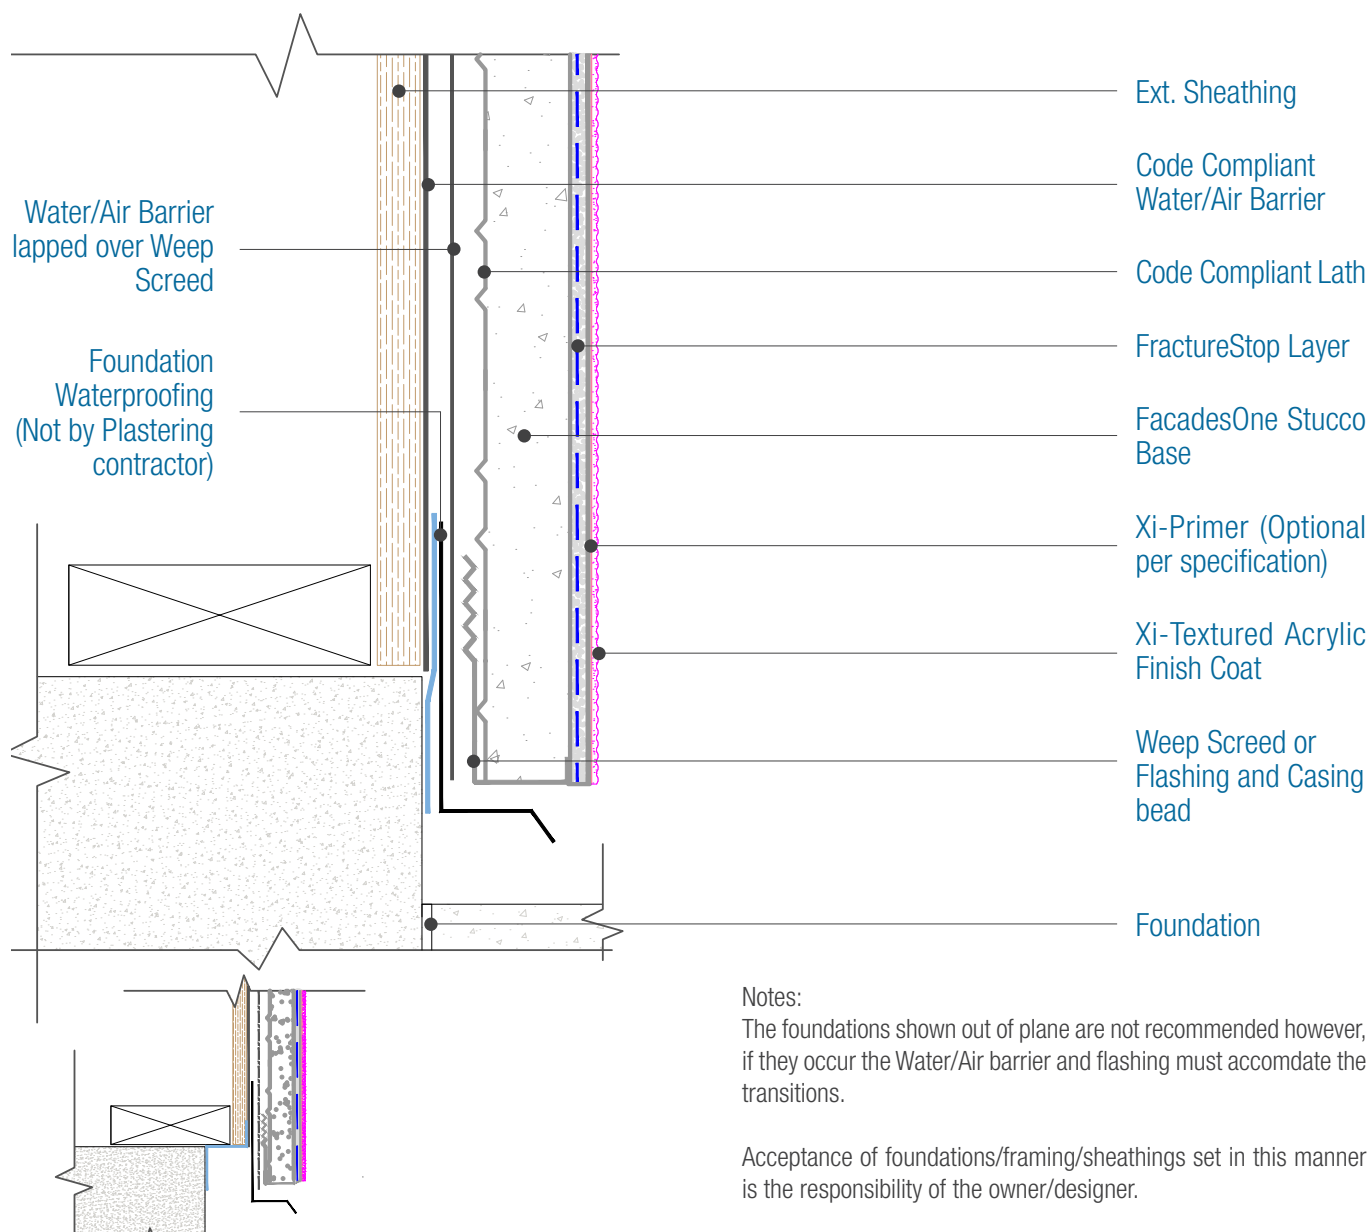 Water/Air Barrier
lapped over Weep
Screed
Foundation
Waterproofing
(Not by Plastering
contractor)
Ext. Sheathing
Code Compliant
Water/Air Barrier
Code Compliant Lath
FractureStop Layer
FacadesOne Stucco
Base
Xi-Primer (Optional
per specification)
Xi-Textured Acrylic
Finish Coat
Weep Screed or
Flashing and Casing
bead
Foundation
Notes:
The foundations shown out of plane are not recommended however,
if they occur the Water/Air barrier and flashing must accomdate the
transitions.
Acceptance of foundations/framing/sheathings set in this manner
is the responsibility of the owner/designer.